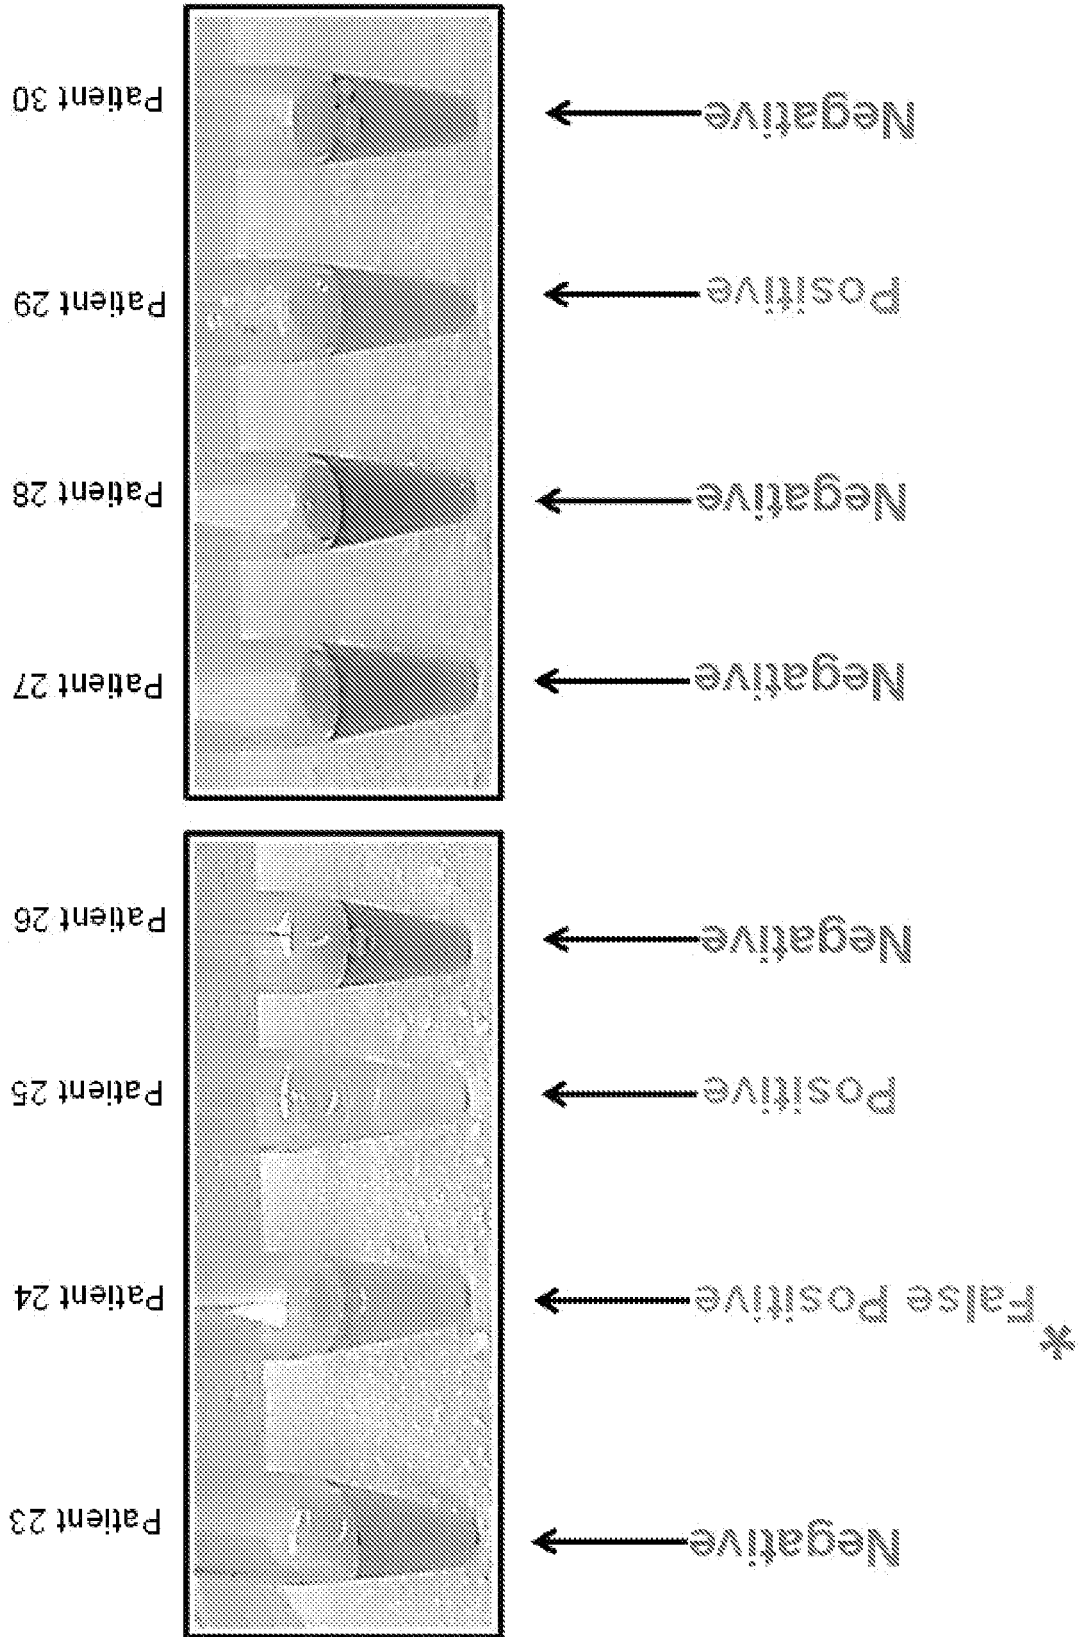 Negative
Patient 23
*False Positive
Patient 24
Positive
Patient 25
Negative
Patient 26
Negative
Patient 27
Negative
Patient 28
Positive
Patient 29
Negative
Patient 30